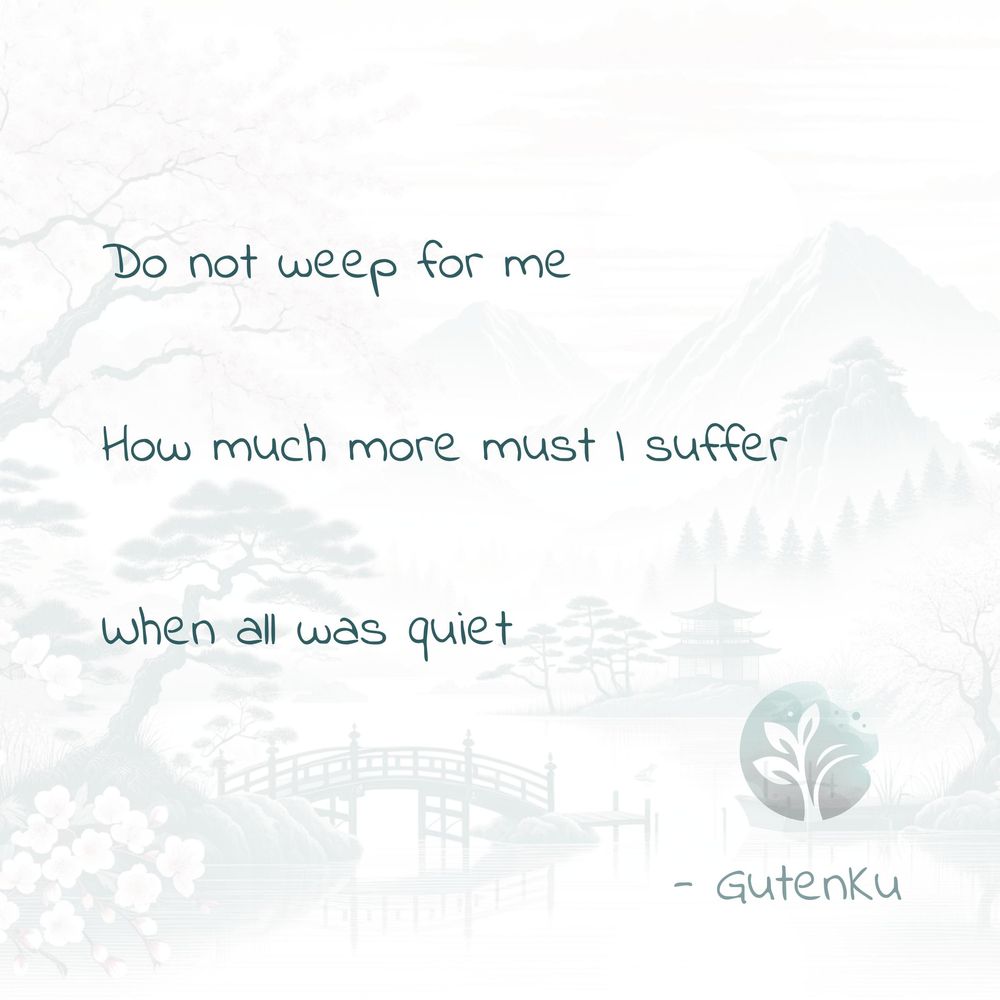 Do not weep for me
How much more must I suffer
when all was quiet
- GutenKu